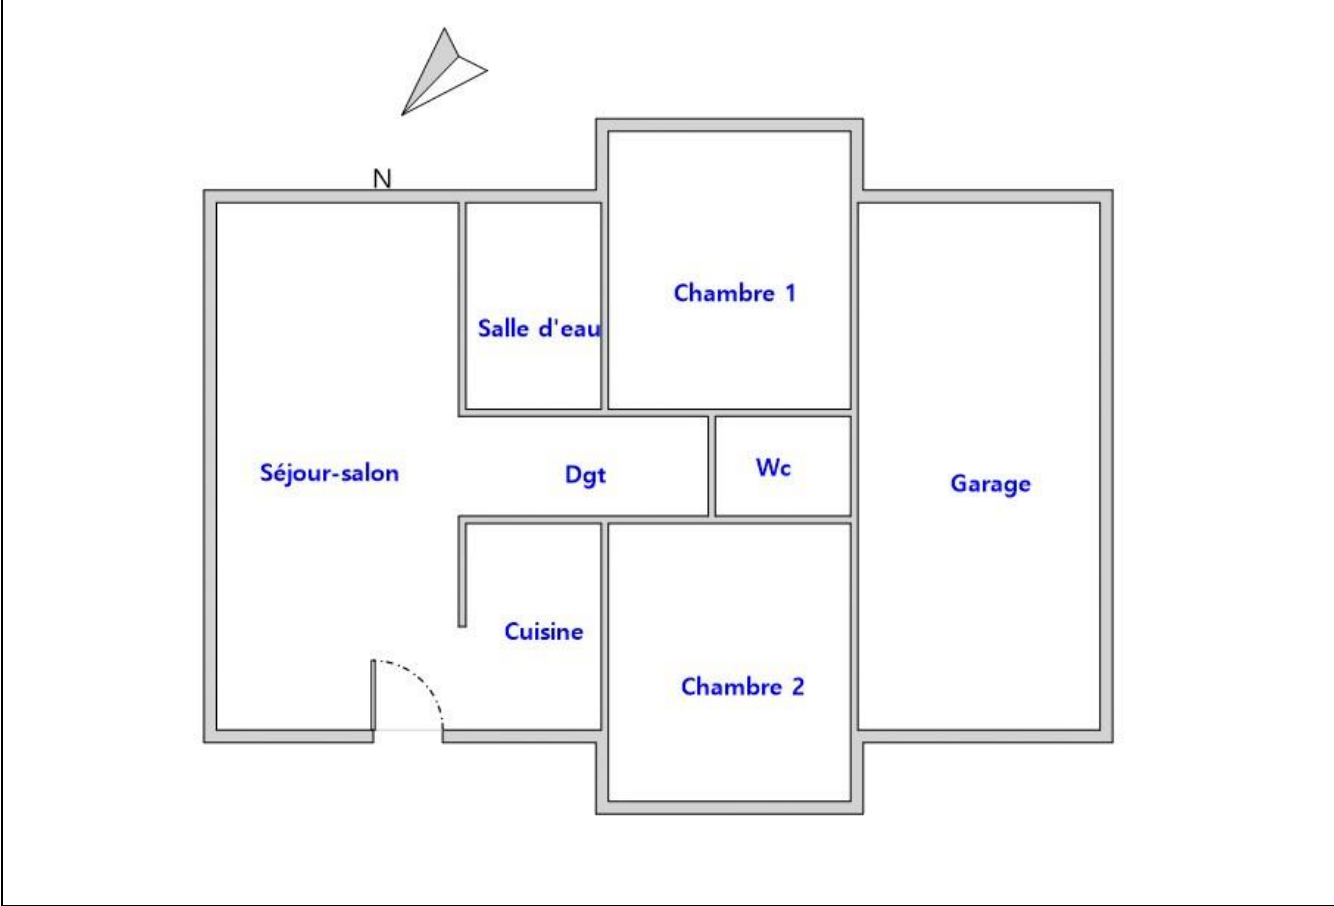 N
Chambre 1
Salle d'eau
Séjour-salon
Dgt
Wc
Garage
Cuisine
Chambre 2